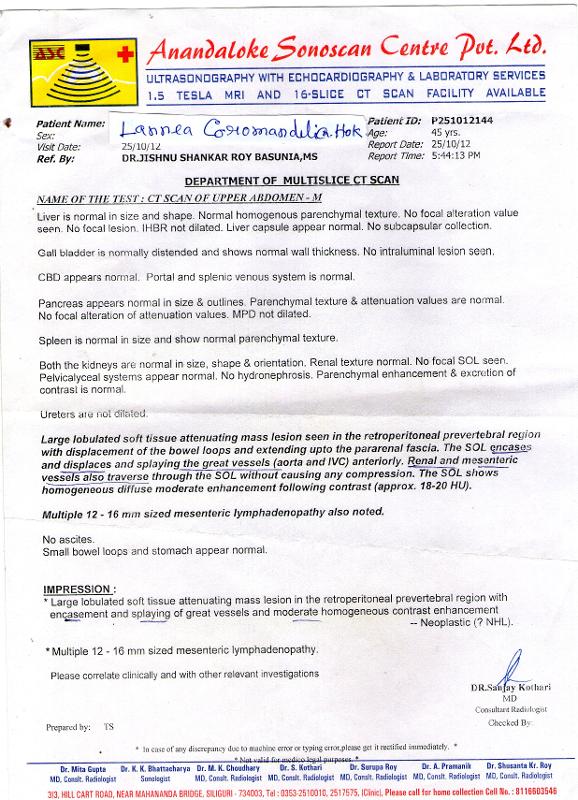 ASC
Anandaloke Sonoscan Centre Pvt. Ltd.
ULTRASONOGRAPHY WITH ECHOCARDIOGRAPHY & LABORATORY SERVICES
1.5 TESLA MRI AND 16-SLICE CT SCAN FACILITY AVAILABLE
Patient Name: Lannea Coromandelica Hok Patient ID: P251012144
Sex: Age: 45 yrs.
Visit Date: 25/10/12 Report Date: 25/10/12
Ref. By: DR.JISHNU SHANKAR ROY BASUNIA,MS Report Time: 5:44:13 PM
DEPARTMENT OF MULTISLICE CT SCAN
NAME OF THE TEST : CT SCAN OF UPPER ABDOMEN - M
Liver is normal in size and shape. Normal homogenous parenchymal texture. No focal alteration value
seen. No focal lesion. IHBR not dilated. Liver capsule appear normal. No subcapsular collection.
Gall bladder is normally distended and shows normal wall thickness. No intraluminal lesion seen.
CBD appears normal. Portal and splenic venous system is normal.
Pancreas appears normal in size & outlines. Parenchymal texture & attenuation values are normal.
No focal alteration of attenuation values. MPD not dilated.
Spleen is normal in size and show normal parenchymal texture.
Both the kidneys are normal in size, shape & orientation. Renal texture normal. No focal SOL seen.
Pelvicalyceal systems appear normal. No hydronephrosis. Parenchymal enhancement & excretion of
contrast is normal.
Ureters are not dilated.
Large lobulated soft tissue attenuating mass lesion seen in the retroperitoneal prevertebral region
with displacement of the bowel loops and extending upto the pararenal fascia. The SOL encases
and displaces and splaying the great vessels (aorta and IVC) anteriorly. Renal and mesenteric
vessels also traverse through the SOL without causing any compression. The SOL shows
homogeneous diffuse moderate enhancement following contrast (approx. 18-20 HU).
Multiple 12 - 16 mm sized mesenteric lymphadenopathy also noted.
No ascites.
Small bowel loops and stomach appear normal.
IMPRESSION :
* Large lobulated soft tissue attenuating mass lesion in the retroperitoneal prevertebral region with
encasement and splaying of great vessels and moderate homogeneous contrast enhancement
-- Neoplastic (? NHL).
* Multiple 12 - 16 mm sized mesenteric lymphadenopathy.
Please correlate clinically and with other relevant investigations
DR.Sanjay Kothari
MD
Consultant Radiologist
Prepared by: TS Checked By:
* In case of any discrepancy due to machine error or typing error,please get it rectified immediately. *
* Not valid for medico legal purposes. *
Dr. Mita Gupta Dr. K. K. Bhattacharya Dr. M. K. Choudhary Dr. S. Kothari Dr. Surupa Roy Dr. A. Pramanik Dr. Shusanta Kr. Roy
MD, Conslt. Radiologist Sonologist MD, Conslt. Radiologist MD, Conslt. Radiologist MD, Conslt. Radiologist MD, Conslt. Radiologist MD, Conslt. Radiologist
3I3, HILL CART ROAD, NEAR MAHANANDA BRIDGE, SILIGURI - 734003, Tel : 0353-2510010, 2517575, (Clinic), Please call for home collection Cell No. : 8116603546